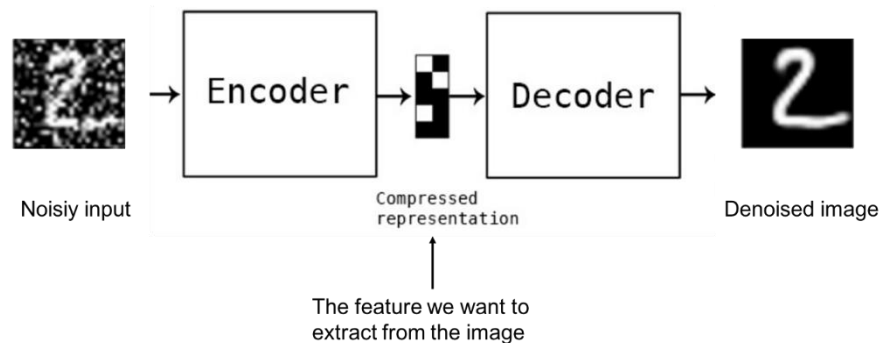 Encoder
Decoder
Noisiy input
Compressed
representation
Denoised image
The feature we want to
extract from the image